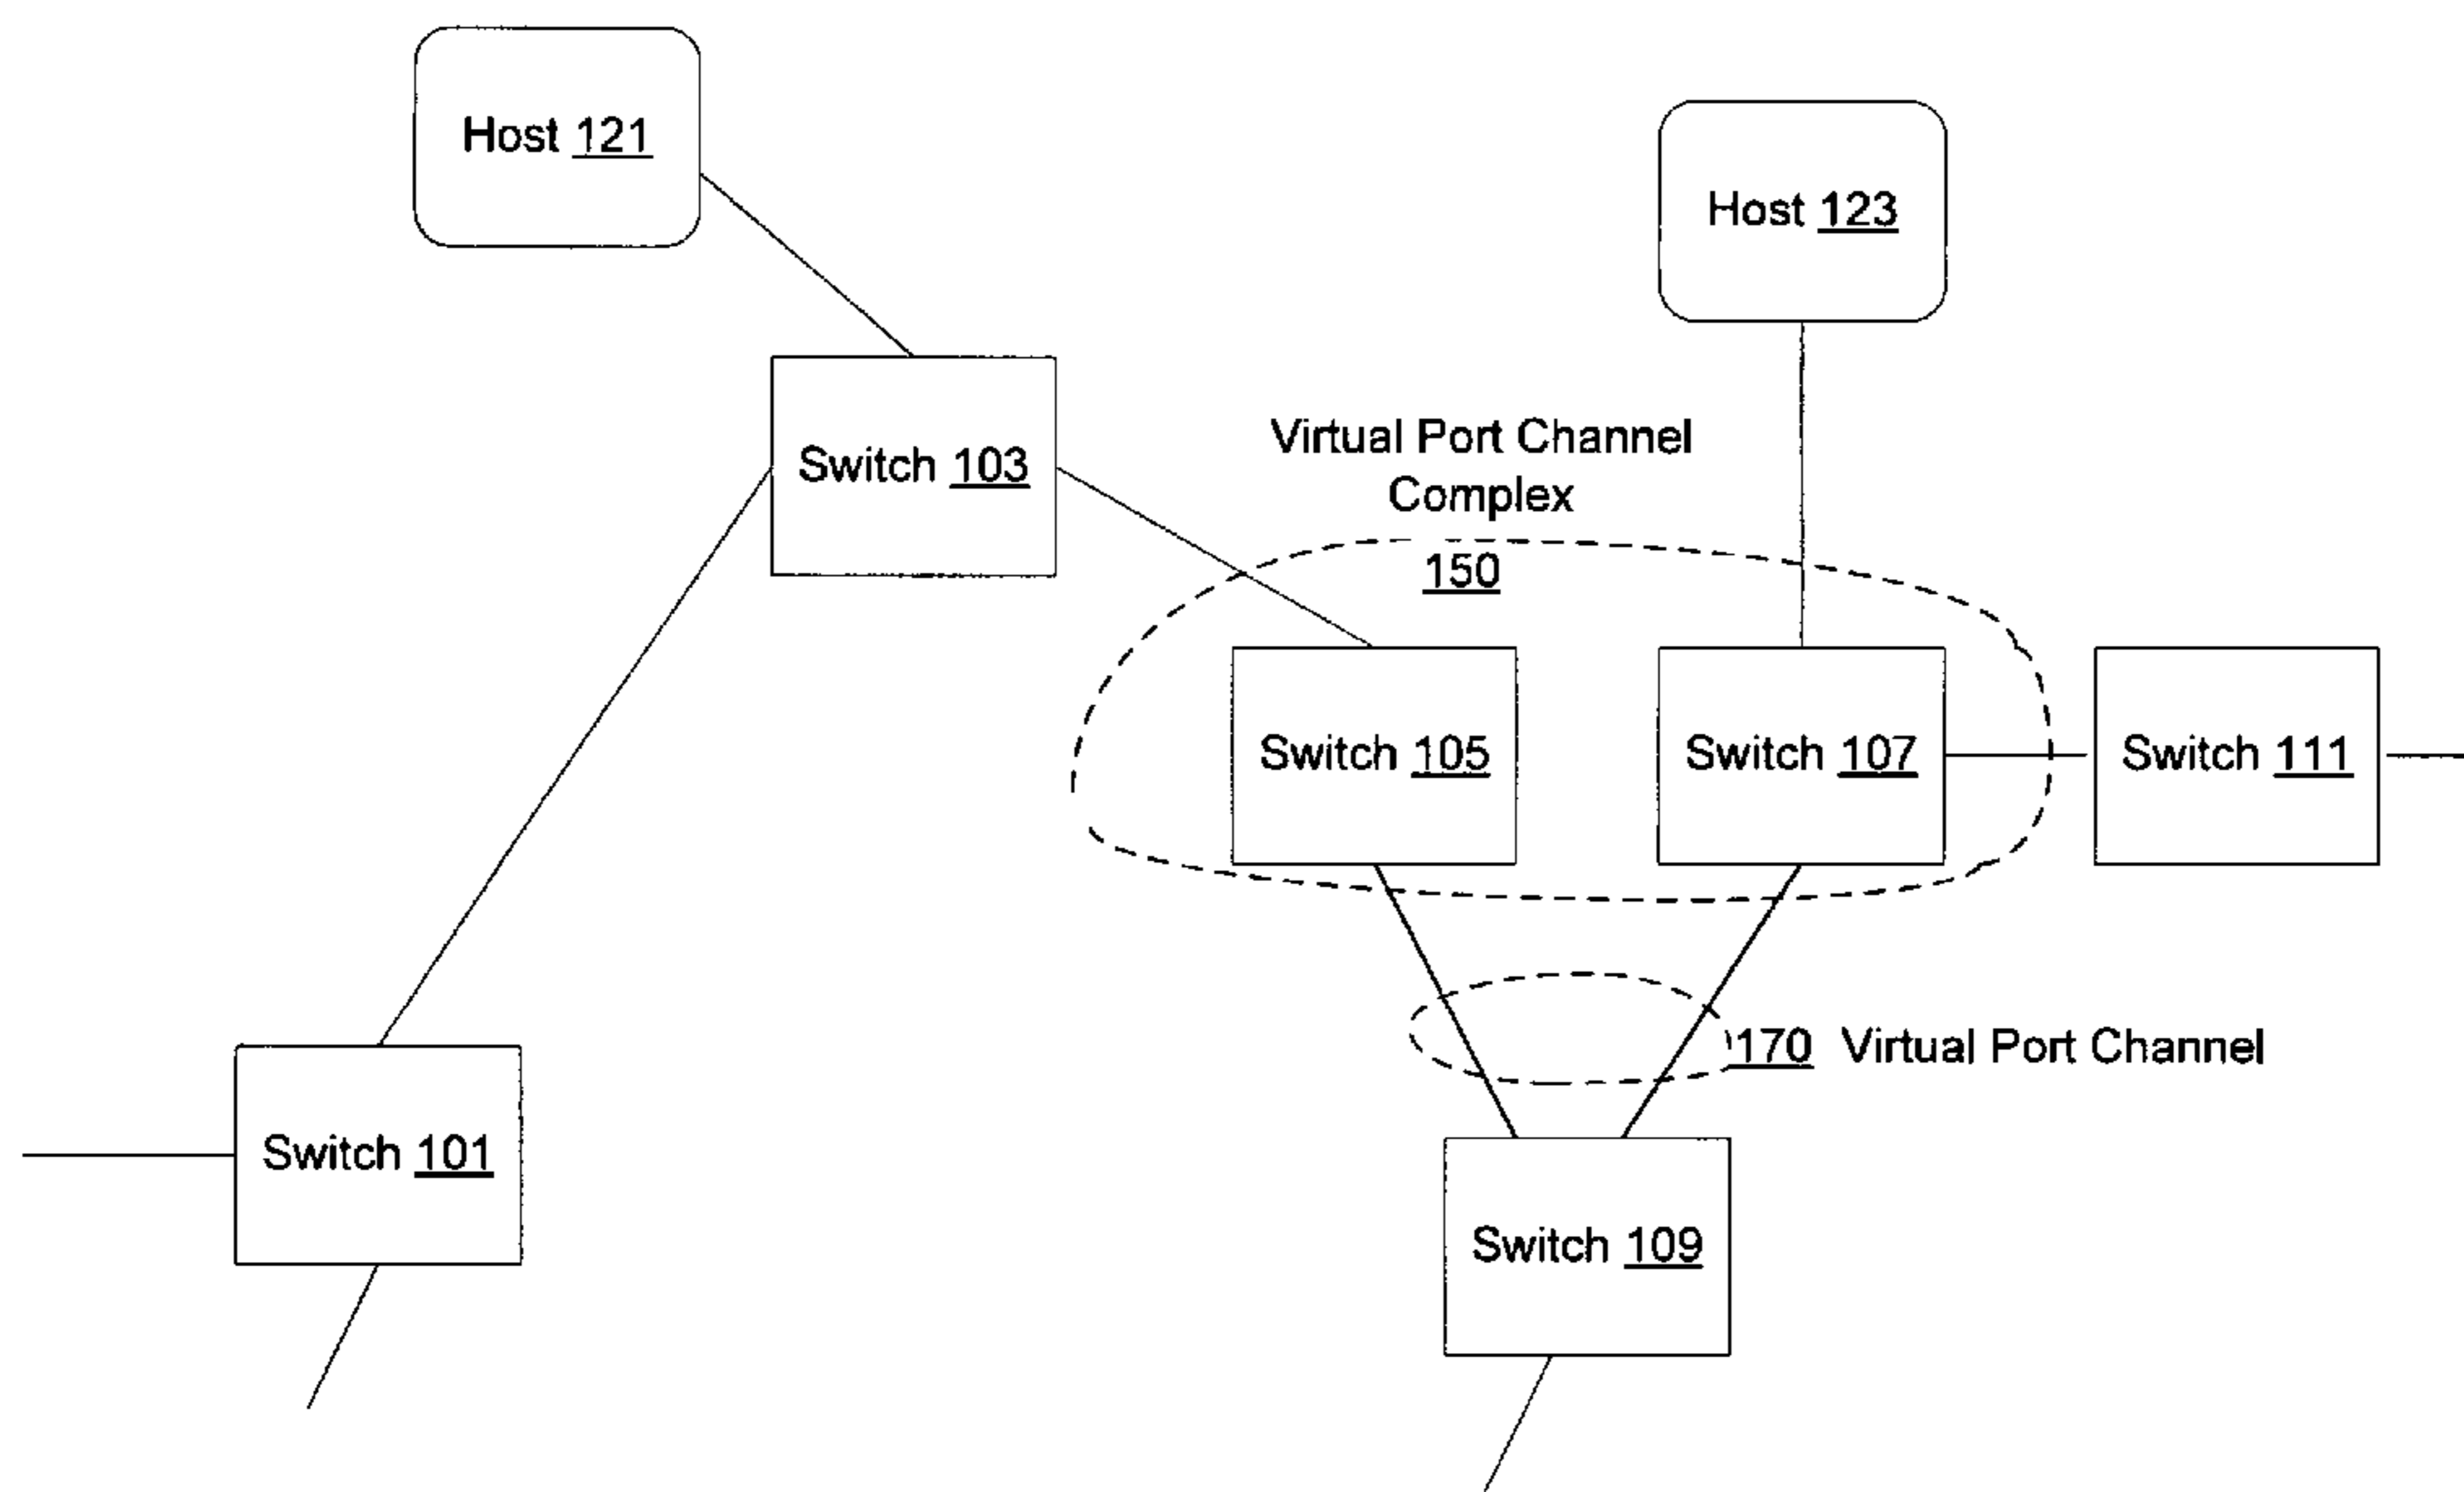 Host 121
Host 123
Switch 103
Virtual Port Channel
Complex
150
Switch 105
Switch 107
Switch 111
170 Virtual Port Channel
Switch 101
Switch 109